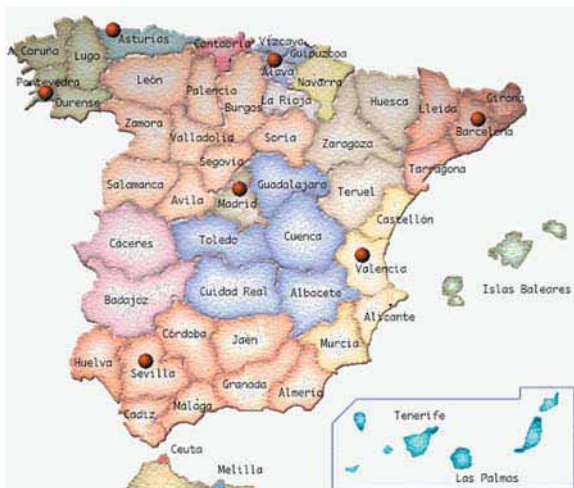 Asturias
Cantabria
Vizcaya
A Coruña
Lugo
Guipuzcoa
Alava
Navarra
Pontevedra
Ourense
León
Palencia
Burgos
La Rioja
Huesca
Lleida
Girona
Barcelona
Zamora
Valladolid
Soria
Zaragoza
Segovia
Tarragona
Salamanca
Avila
Madrid
Guadalajara
Teruel
Castellón
Cáceres
Toledo
Cuenca
Valencia
Badajoz
Cuidad Real
Albacete
Islas Baleares
Alicante
Córdoba
Jaén
Murcia
Huelva
Sevilla
Granada
Almería
Cadiz
Málaga
Ceuta
Melilla
Tenerife
Las Palmas